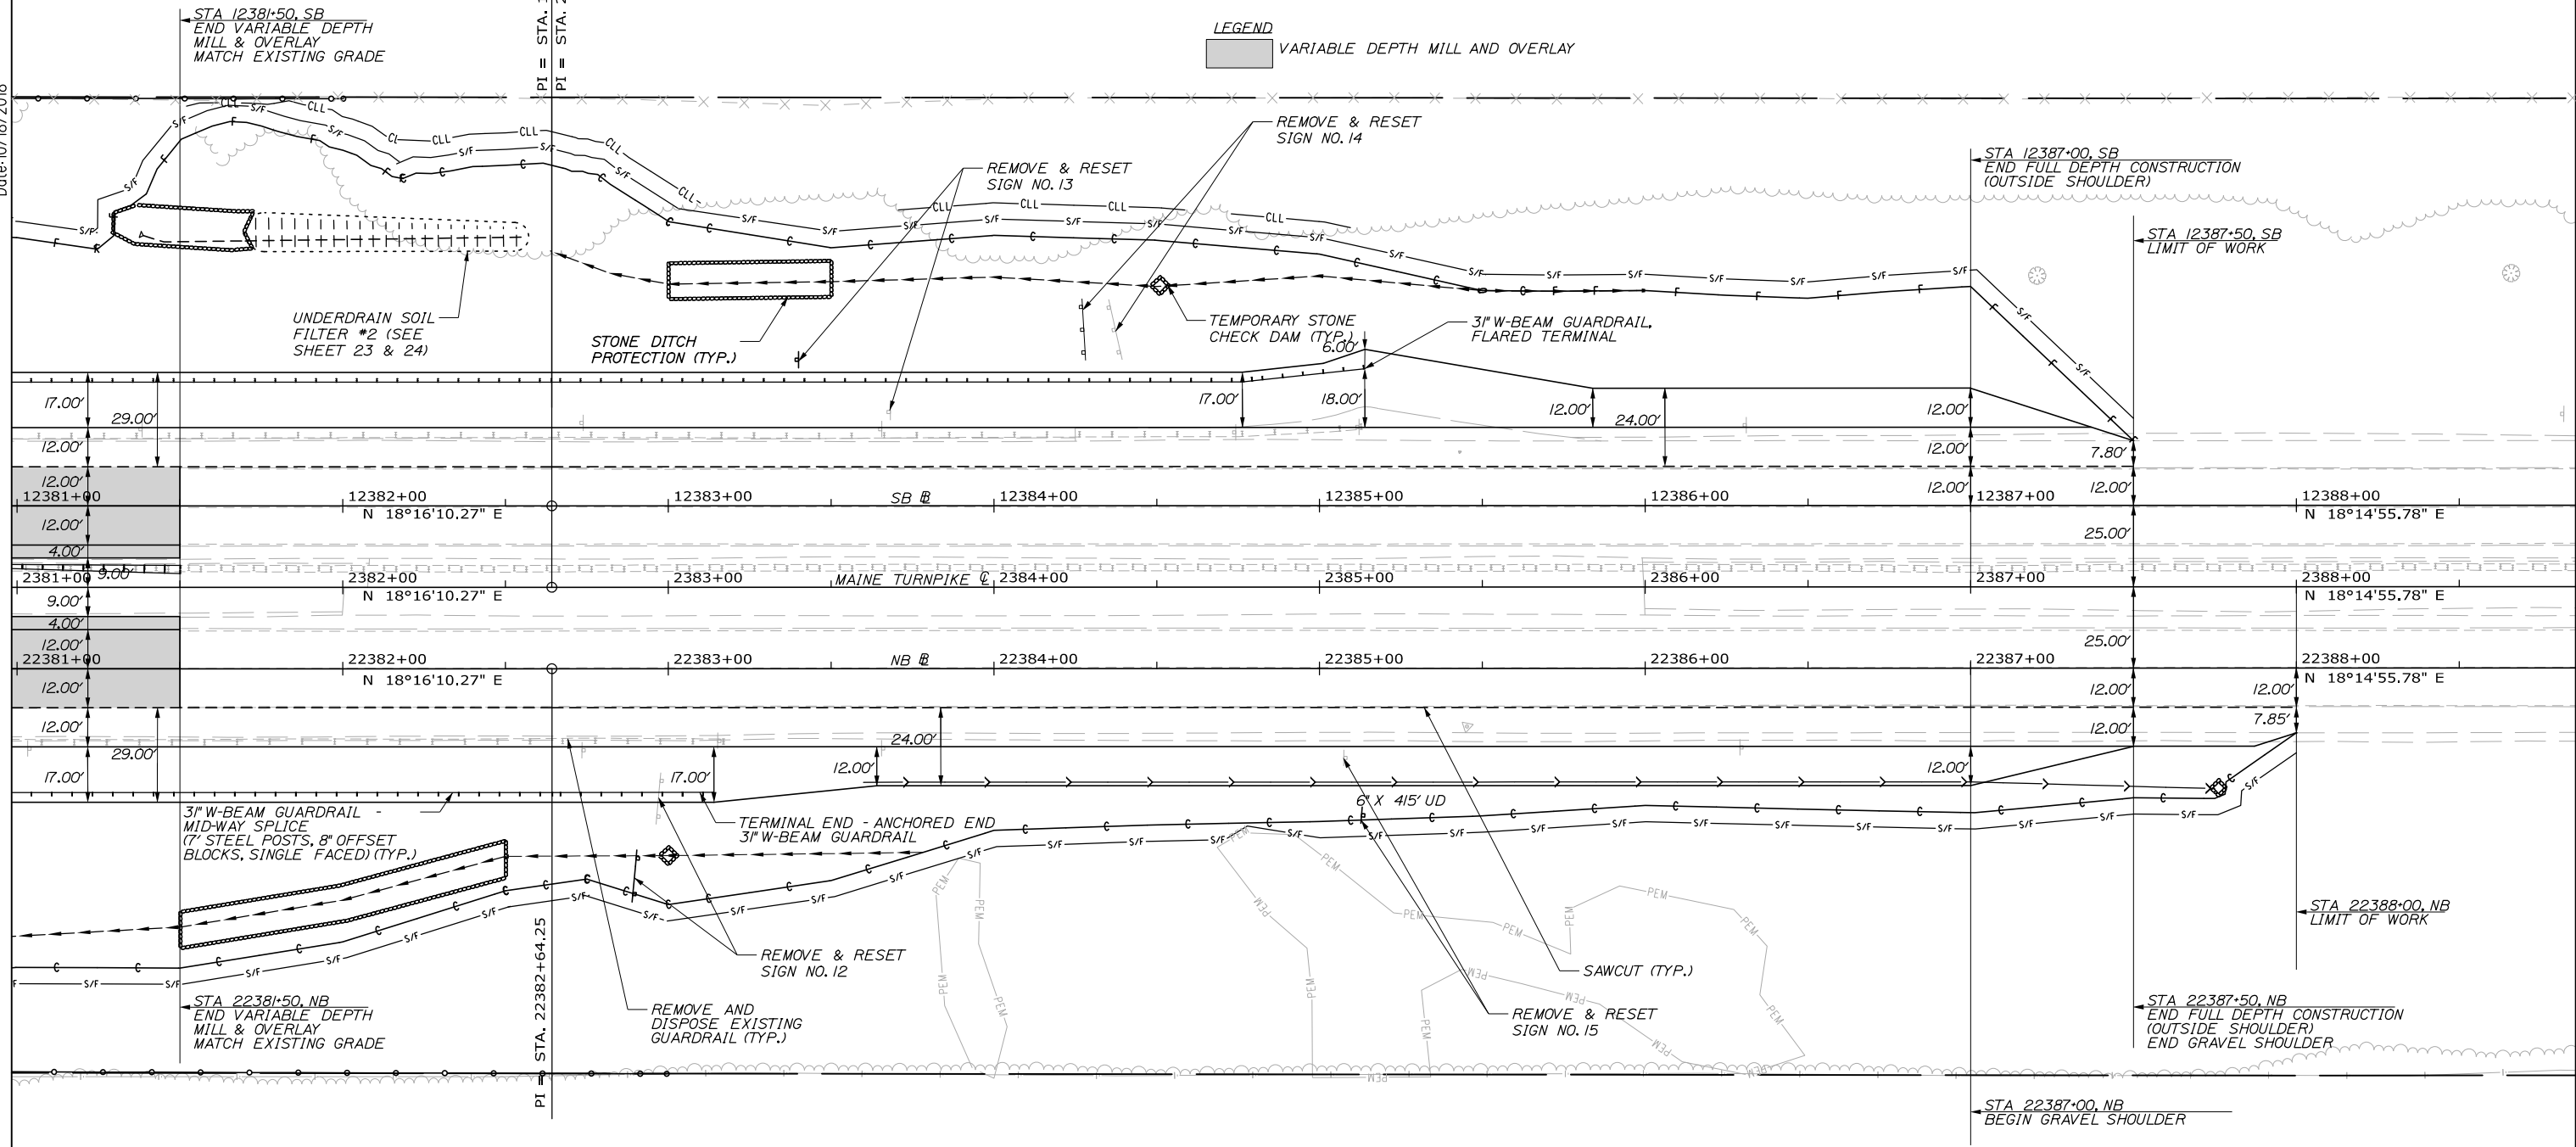 STA 12381+50, SB
END VARIABLE DEPTH
MILL & OVERLAY
MATCH EXISTING GRADE
PI = STA.
PI = STA.
LEGEND
VARIABLE DEPTH MILL AND OVERLAY
REMOVE & RESET
SIGN NO. 14
REMOVE & RESET
SIGN NO. 13
STA 12387+00, SB
END FULL DEPTH CONSTRUCTION
(OUTSIDE SHOULDER)
STA 12387+50, SB
LIMIT OF WORK
UNDERDRAIN SOIL
FILTER #2 (SEE
SHEET 23 & 24)
STONE DITCH
PROTECTION (TYP.)
TEMPORARY STONE
CHECK DAM (TYP.)
31" W-BEAM GUARDRAIL,
FLARED TERMINAL
6.00'
17.00'
29.00'
12.00'
17.00'
18.00'
12.00'
24.00'
12.00'
12.00'
7.80'
12.00'
12.00'
12.00'
12381+00
12382+00
12383+00
SB BL
12384+00
12385+00
12386+00
12387+00
12388+00
N 18°16'10.27" E
N 18°14'55.78" E
12.00'
4.00'
9.00'
25.00'
2381+00
2382+00
2383+00
MAINE TURNPIKE CL
2384+00
2385+00
2386+00
2387+00
2388+00
N 18°16'10.27" E
N 18°14'55.78" E
9.00'
4.00'
12.00'
25.00'
22381+00
22382+00
22383+00
NB BL
22384+00
22385+00
22386+00
22387+00
22388+00
N 18°16'10.27" E
N 18°14'55.78" E
12.00'
12.00'
12.00'
12.00'
29.00'
17.00'
17.00'
12.00'
24.00'
12.00'
12.00'
7.85'
31" W-BEAM GUARDRAIL -
MID-WAY SPLICE
(7' STEEL POSTS, 8" OFFSET
BLOCKS, SINGLE FACED) (TYP.)
TERMINAL END - ANCHORED END
31" W-BEAM GUARDRAIL
6" X 415' UD
REMOVE & RESET
SIGN NO. 12
REMOVE AND
DISPOSE EXISTING
GUARDRAIL (TYP.)
SAWCUT (TYP.)
REMOVE & RESET
SIGN NO. 15
STA 22388+00, NB
LIMIT OF WORK
STA 22381+50, NB
END VARIABLE DEPTH
MILL & OVERLAY
MATCH EXISTING GRADE
PI = STA. 22382+64.25
STA 22387+50, NB
END FULL DEPTH CONSTRUCTION
(OUTSIDE SHOULDER)
END GRAVEL SHOULDER
STA 22387+00, NB
BEGIN GRAVEL SHOULDER